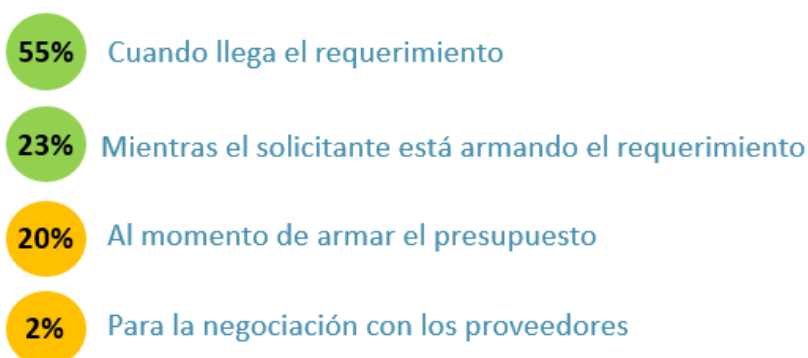 55% Cuando llega el requerimiento
23% Mientras el solicitante está armando el requerimiento
20% Al momento de armar el presupuesto
2% Para la negociación con los proveedores